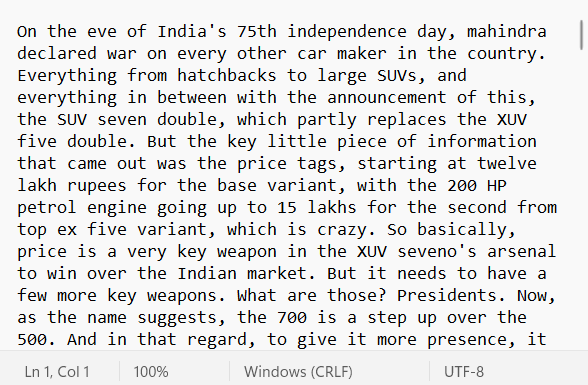 On the eve of India's 75th independence day, mahindra
declared war on every other car maker in the country.
Everything from hatchbacks to large SUVs, and
everything in between with the announcement of this,
the SUV seven double, which partly replaces the XUV
five double. But the key little piece of information
that came out was the price tags, starting at twelve
lakh rupees for the base variant, with the 200 HP
petrol engine going up to 15 lakhs for the second from
top ex five variant, which is crazy. So basically,
price is a very key weapon in the XUV seveno's arsenal
to win over the Indian market. But it needs to have a
few more key weapons. What are those? Presidents. Now,
as the name suggests, the 700 is a step up over the
500. And in that regard, to give it more presence, it
Ln 1, Col 1 100% Windows (CRLF) UTF-8